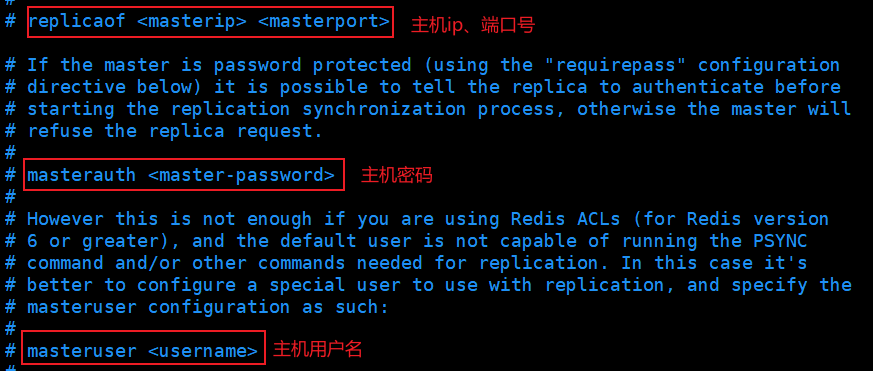 #
# replicaof <masterip> <masterport> 主机ip、端口号
# If the master is password protected (using the "requirepass" configuration
# directive below) it is possible to tell the replica to authenticate before
# starting the replication synchronization process, otherwise the master will
# refuse the replica request.
#
# masterauth <master-password> 主机密码
#
# However this is not enough if you are using Redis ACLs (for Redis version
# 6 or greater), and the default user is not capable of running the PSYNC
# command and/or other commands needed for replication. In this case it's
# better to configure a special user to use with replication, and specify the
# masteruser configuration as such:
#
# masteruser <username> 主机用户名
#